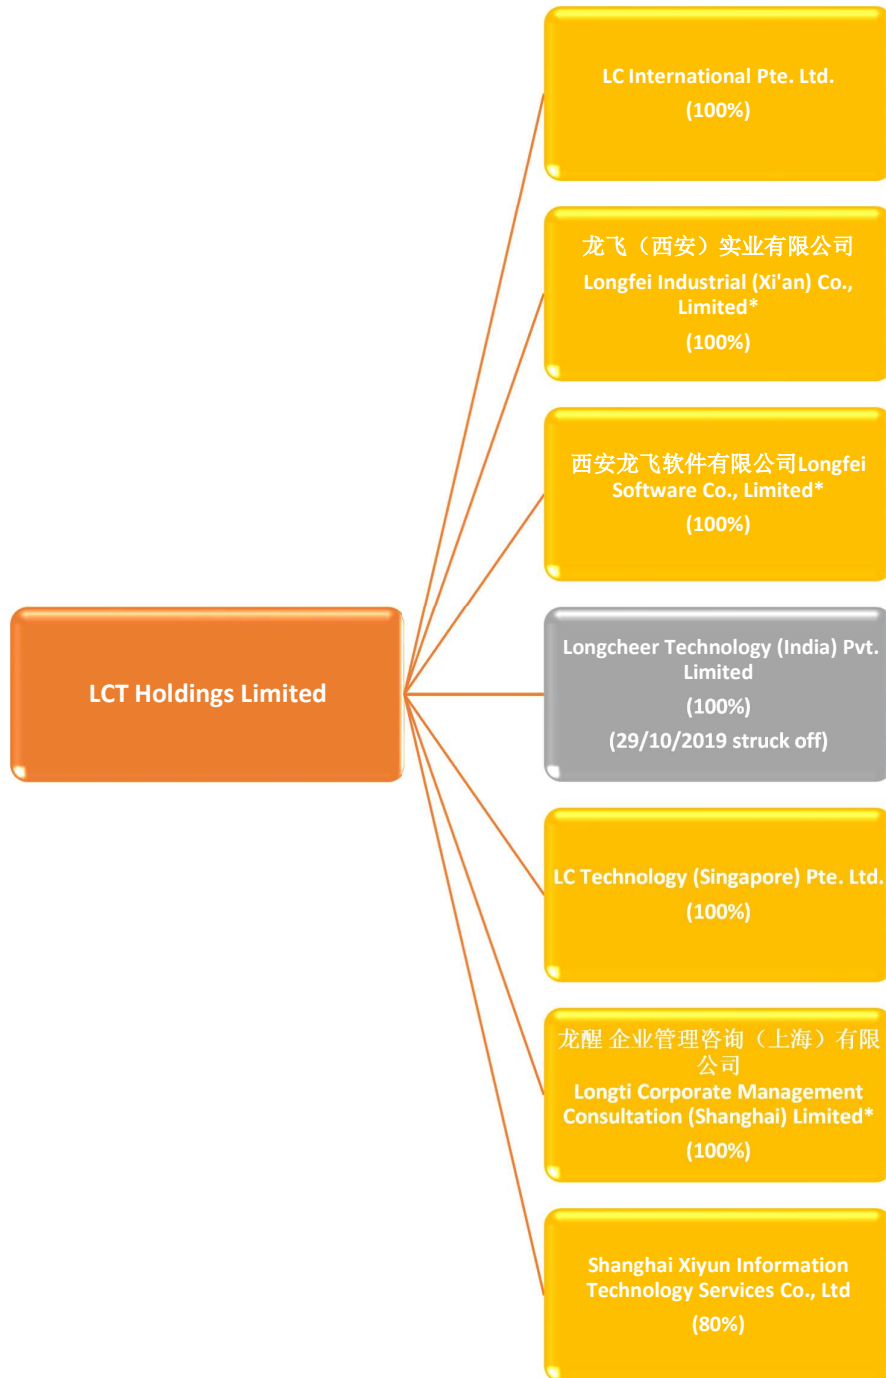 LC International Pte. Ltd.
(100%)
龙飞（西安）实业有限公司
Longfei Industrial (Xi'an) Co.,
Limited*
(100%)
西安龙飞软件有限公司Longfei
Software Co., Limited*
(100%)
LCT Holdings Limited
Longcheer Technology (India) Pvt.
Limited
(100%)
(29/10/2019 struck off)
LC Technology (Singapore) Pte. Ltd.
(100%)
龙醒 企业管理咨询（上海）有限
公司
Longti Corporate Management
Consultation (Shanghai) Limited*
(100%)
Shanghai Xiyun Information
Technology Services Co., Ltd
(80%)